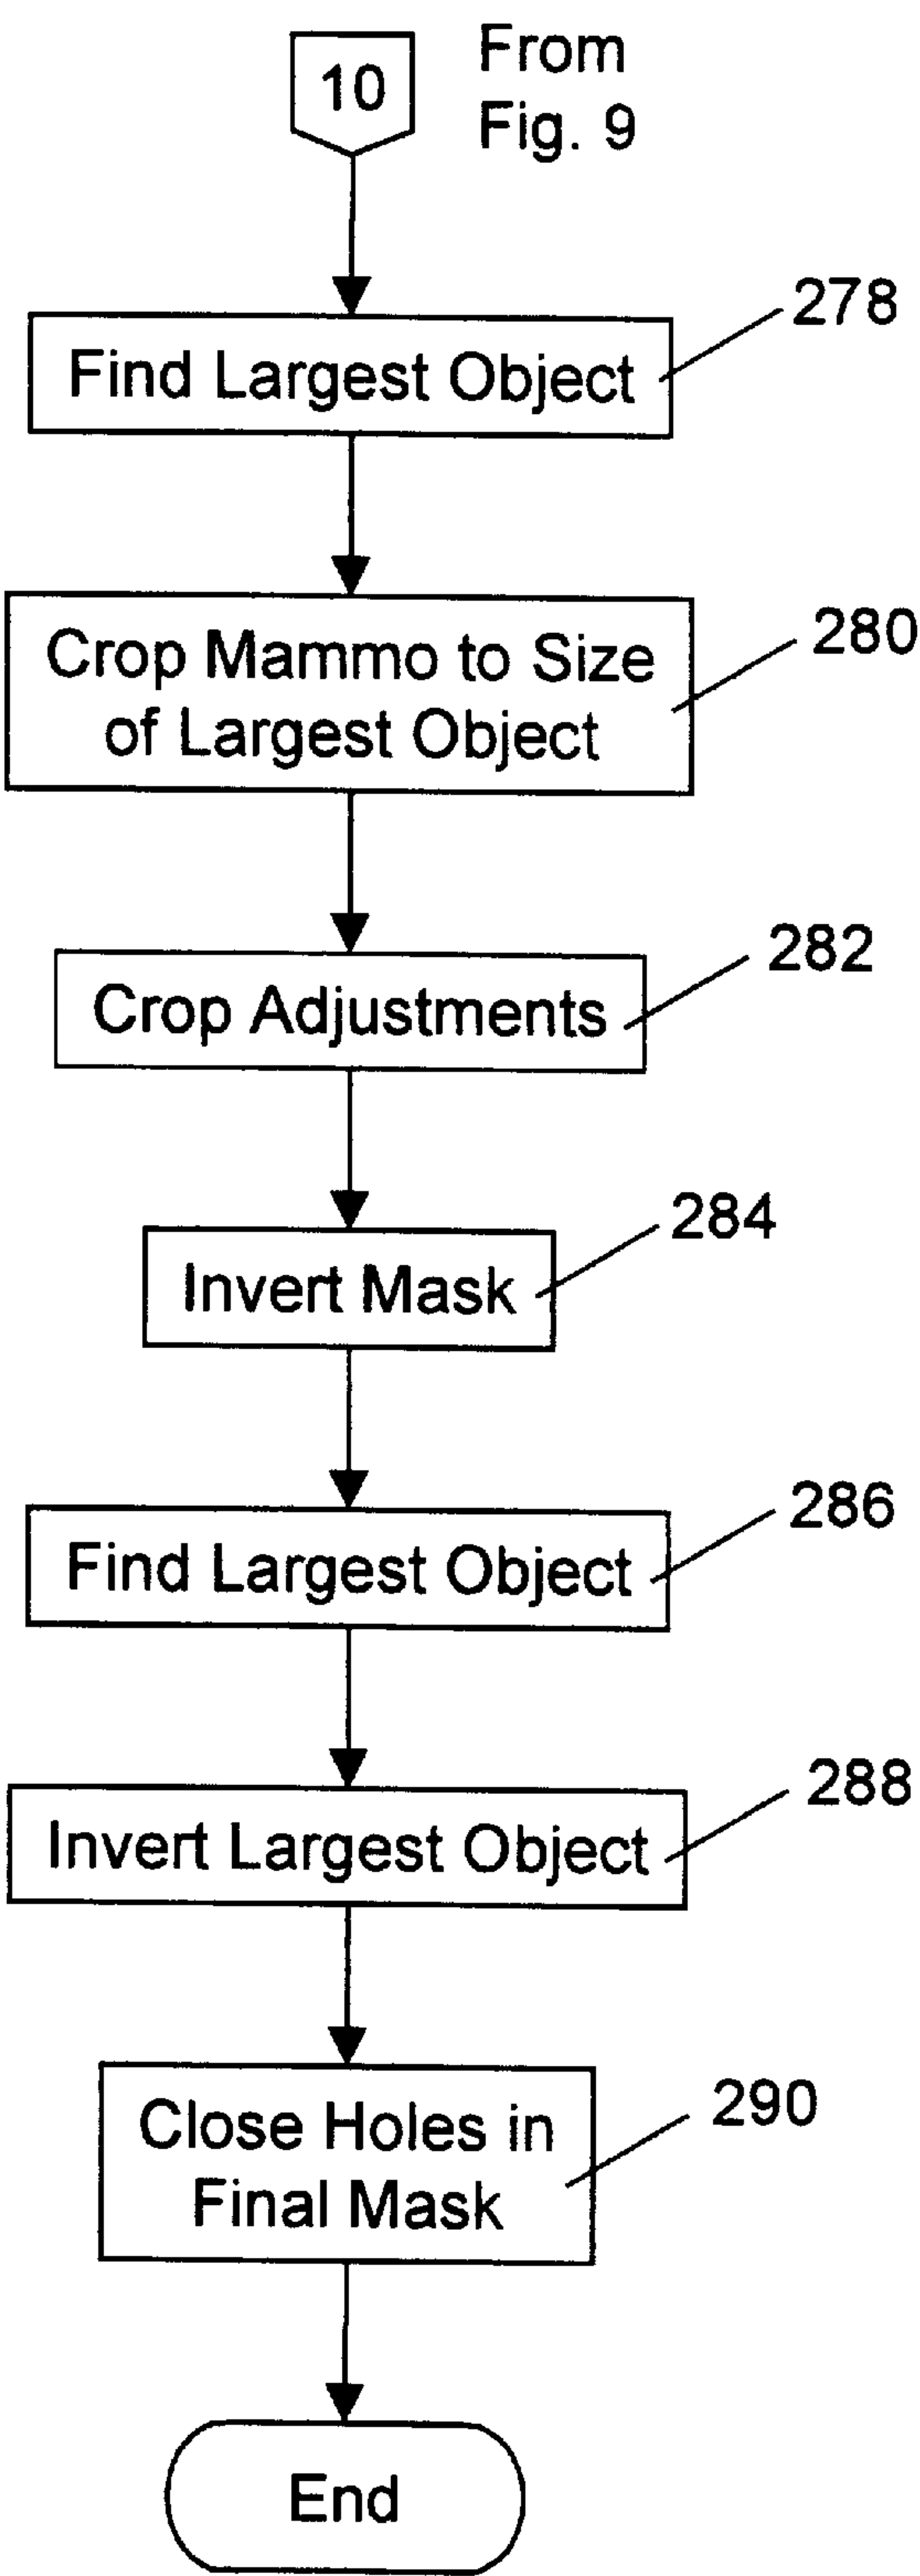 10
From
Fig. 9
278
Find Largest Object
280
Crop Mammo to Size
of Largest Object
282
Crop Adjustments
284
Invert Mask
286
Find Largest Object
288
Invert Largest Object
290
Close Holes in
Final Mask
End